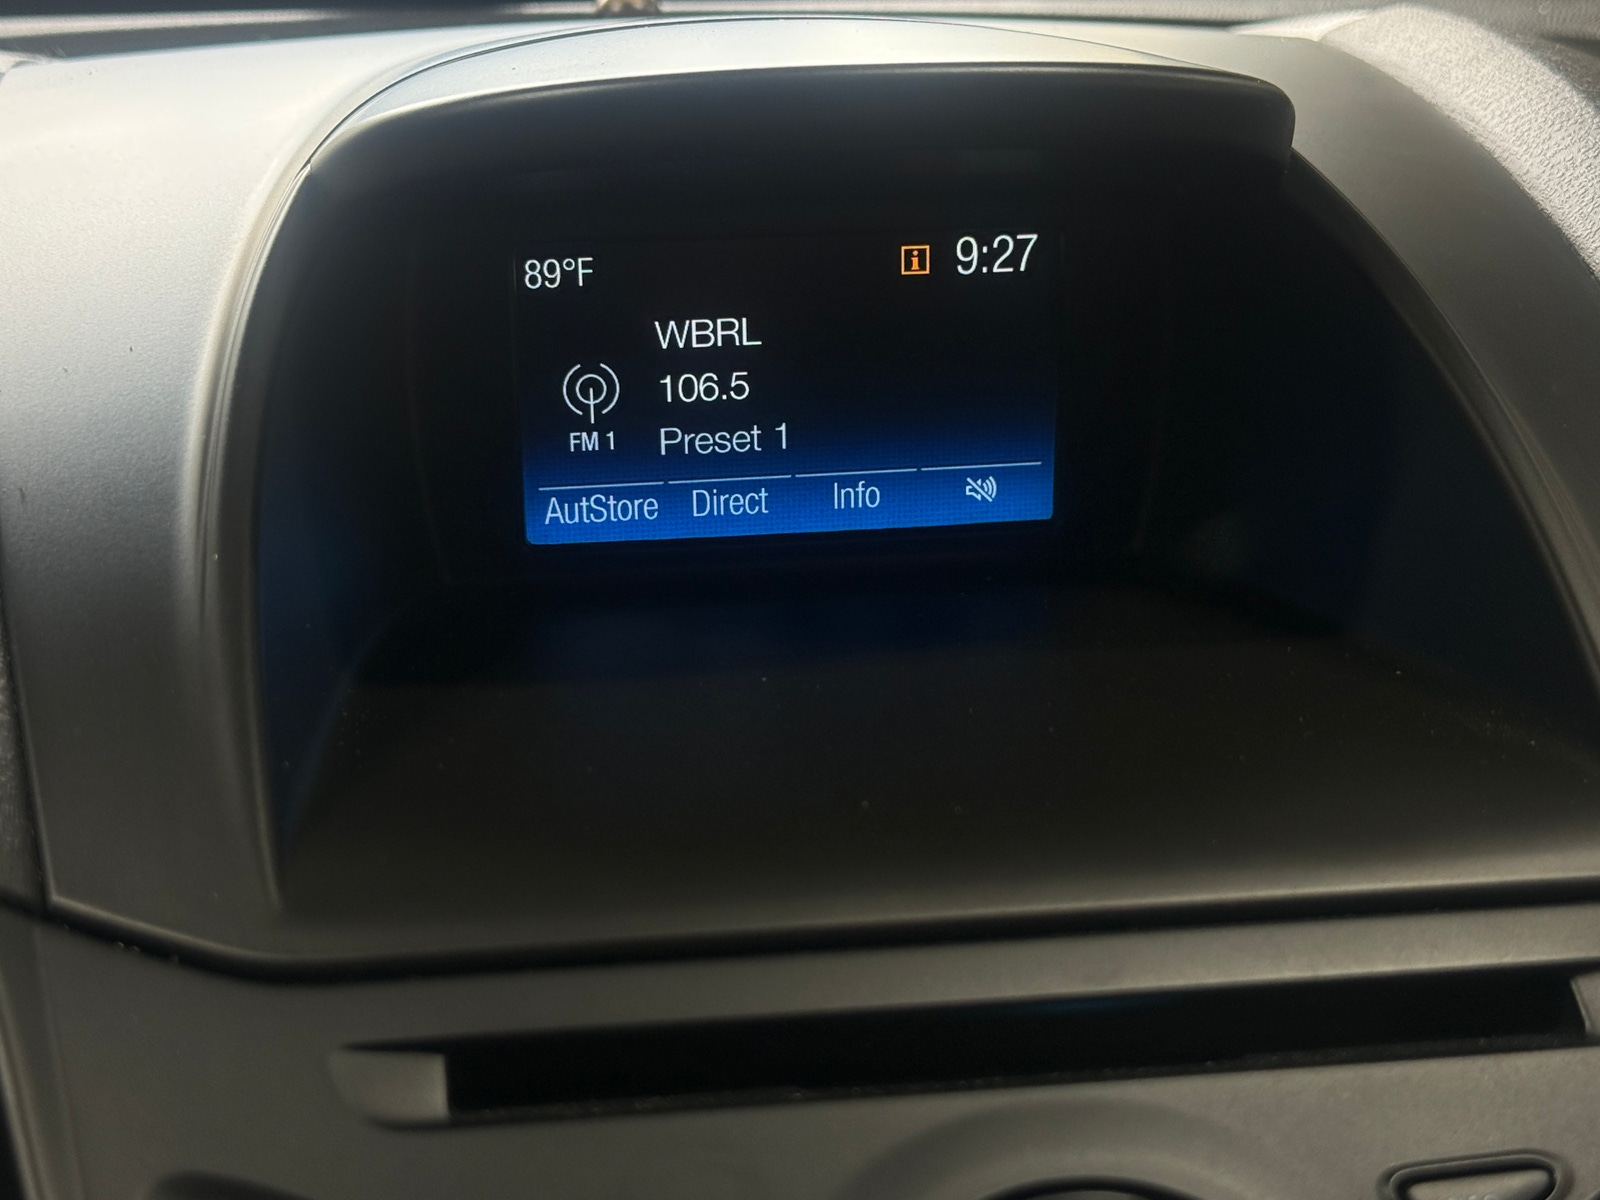 89°F i 9:27
WBRL
106.5
FM 1 Preset 1
AutStore Direct Info